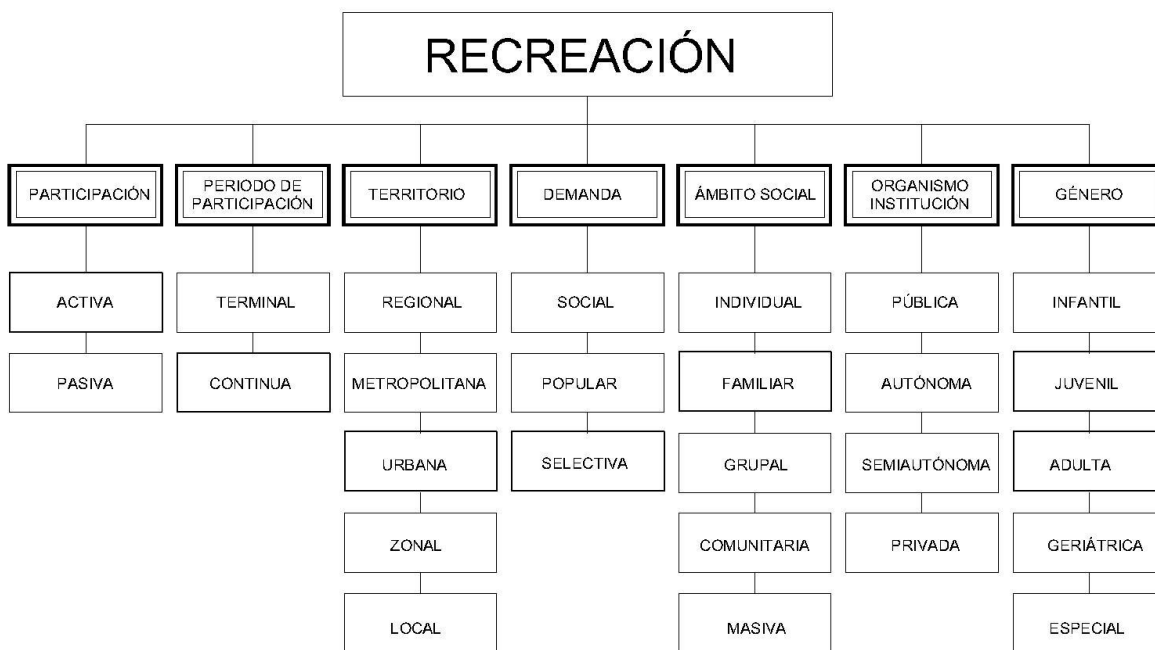 RECREACIÓN
PARTICIPACIÓN
PERIODO DE
PARTICIPACIÓN
TERRITORIO
DEMANDA
ÁMBITO SOCIAL
ORGANISMO
INSTITUCIÓN
GÉNERO
ACTIVA
TERMINAL
REGIONAL
SOCIAL
INDIVIDUAL
PÚBLICA
INFANTIL
PASIVA
CONTINUA
METROPOLITANA
POPULAR
FAMILIAR
AUTÓNOMA
JUVENIL
URBANA
SELECTIVA
GRUPAL
SEMIAUTÓNOMA
ADULTA
ZONAL
COMUNITARIA
PRIVADA
GERIÁTRICA
LOCAL
MASIVA
ESPECIAL